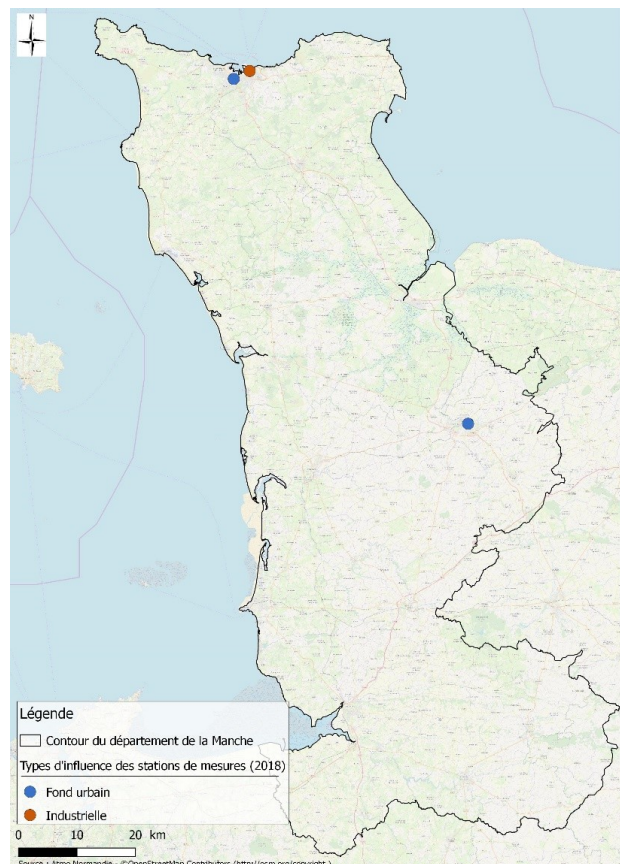 N
Légende
Contour du département de la Manche
Types d'influence des stations de mesures (2018)
Fond urbain
Industrielle
0 10 20 km
Source : Atmo Normandie - ©OpenStreetMap Contributors (http://osm.org/copyright )